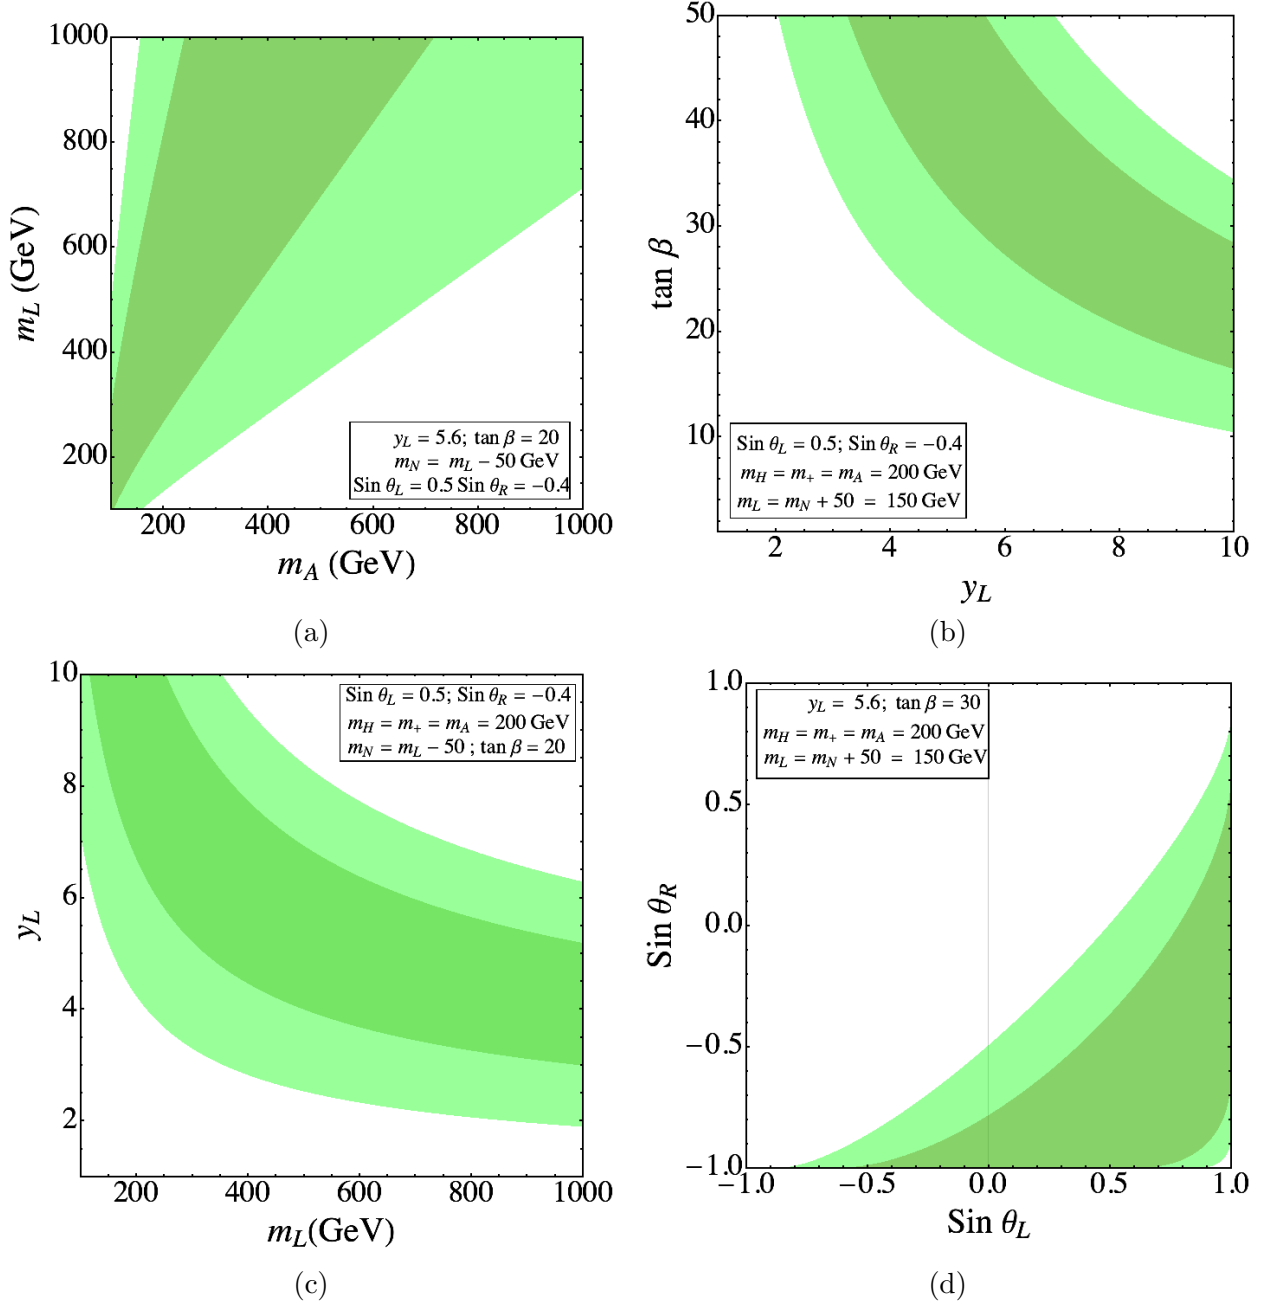 1000
800
600
400
200
m_L (GeV)
y_L = 5.6; tan β = 20
m_N = m_L − 50 GeV
Sin θ_L = 0.5 Sin θ_R = −0.4
200 400 600 800 1000
m_A (GeV)
(a)
50
40
30
20
10
tan β
Sin θ_L = 0.5; Sin θ_R = −0.4
m_H = m_+ = m_A = 200 GeV
m_L = m_N + 50 = 150 GeV
2 4 6 8 10
y_L
(b)
10
8
6
4
2
y_L
Sin θ_L = 0.5; Sin θ_R = −0.4
m_H = m_+ = m_A = 200 GeV
m_N = m_L − 50 ; tan β = 20
200 400 600 800 1000
m_L(GeV)
(c)
1.0
0.5
0.0
−0.5
−1.0
Sin θ_R
y_L = 5.6; tan β = 30
m_H = m_+ = m_A = 200 GeV
m_L = m_N + 50 = 150 GeV
−1.0 −0.5 0.0 0.5 1.0
Sin θ_L
(d)